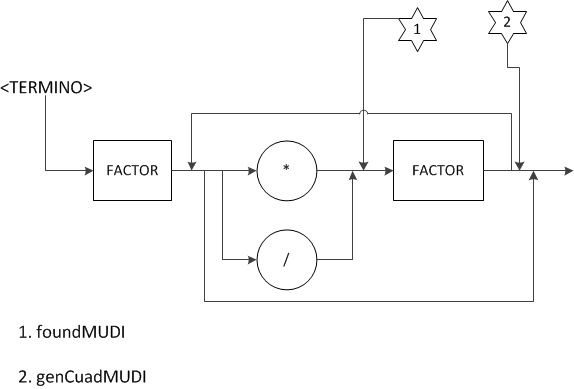 1
2
<TERMINO>
FACTOR
*
FACTOR
/
1. foundMUDI
2. genCuadMUDI